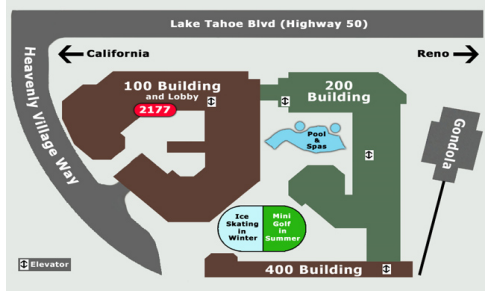 Lake Tahoe Blvd (Highway 50)
California
Reno
Heavenly Village Way
100 Building
and Lobby
2177
200
Building
Gondola
Pool
&
Spas
Ice
Skating
in
Winter
Mini
Golf
in
Summer
Elevator
400 Building